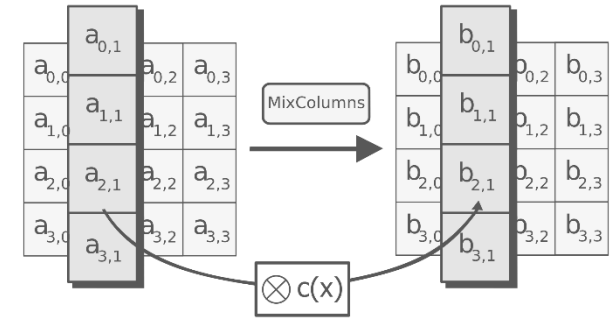 a0,1
b0,1
a0,0 a0,2 a0,3
b0,0 b0,2 b0,3
a1,1
MixColumns
b1,1
a1,0 a1,2 a1,3
b1,0 b1,2 b1,3
a2,1
b2,1
a2,0 a2,2 a2,3
b2,0 b2,2 b2,3
a3,0 a3,2 a3,3
b3,0 b3,2 b3,3
a3,1
b3,1
⊗ c(x)